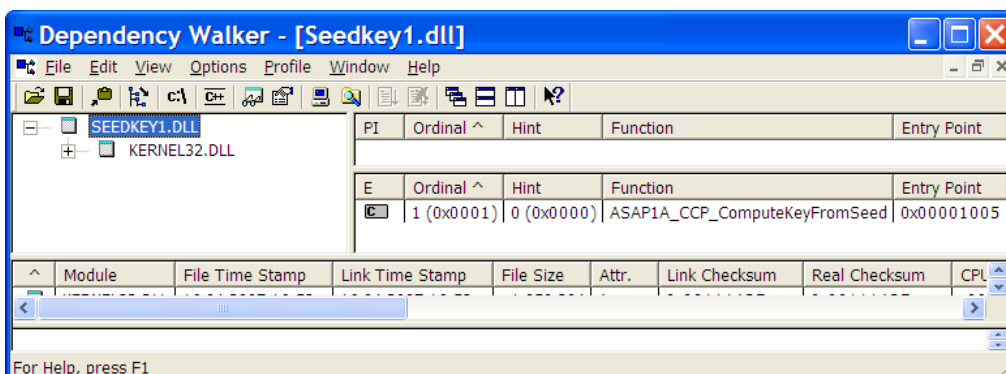 Dependency Walker - [Seedkey1.dll]
File Edit View Options Profile Window Help
c:\ C++
SEEDKEY1.DLL
KERNEL32.DLL
PI Ordinal ^ Hint Function Entry Point
E Ordinal ^ Hint Function Entry Point
C 1 (0x0001) 0 (0x0000) ASAP1A_CCP_ComputeKeyFromSeed 0x00001005
^ Module File Time Stamp Link Time Stamp File Size Attr. Link Checksum Real Checksum CPU
For Help, press F1